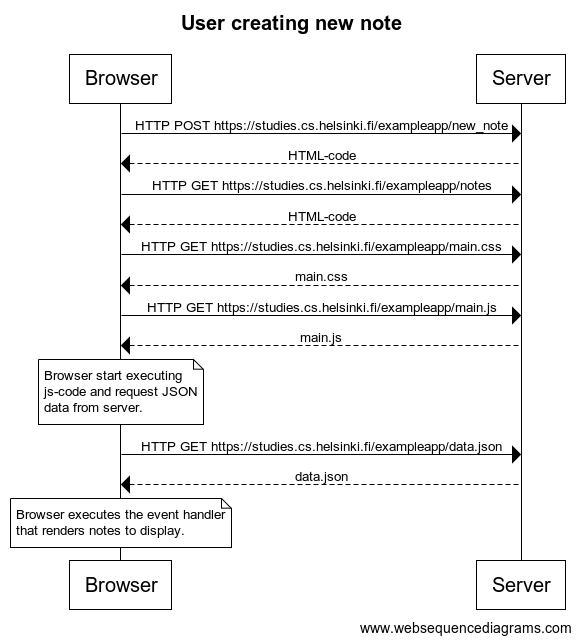 User creating new note
Browser
Server
HTTP POST https://studies.cs.helsinki.fi/exampleapp/new_note
HTML-code
HTTP GET https://studies.cs.helsinki.fi/exampleapp/notes
HTML-code
HTTP GET https://studies.cs.helsinki.fi/exampleapp/main.css
main.css
HTTP GET https://studies.cs.helsinki.fi/exampleapp/main.js
main.js
Browser start executing
js-code and request JSON
data from server.
HTTP GET https://studies.cs.helsinki.fi/exampleapp/data.json
data.json
Browser executes the event handler
that renders notes to display.
Browser
Server
www.websequencediagrams.com